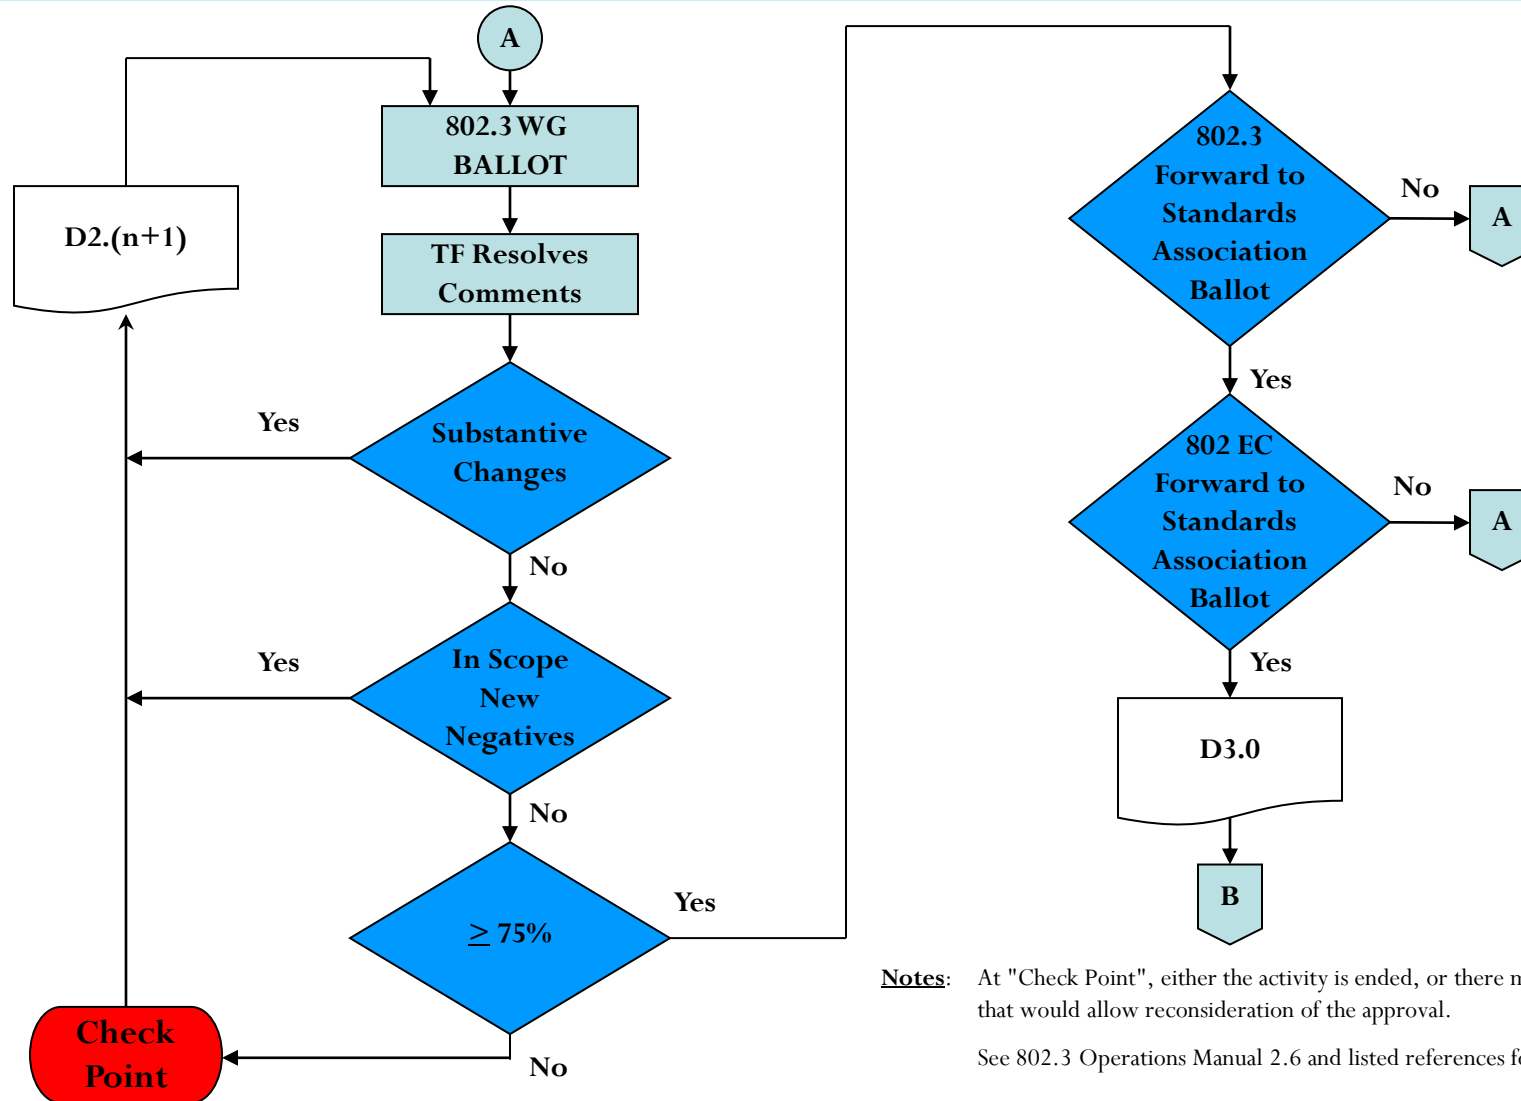 A
802.3 WG
BALLOT
D2.(n+1)
TF Resolves
Comments
Yes
Substantive
Changes
No
Yes
In Scope
New
Negatives
No
≥ 75%
Yes
No
Check
Point
802.3
Forward to
Standards
Association
Ballot
No
A
Yes
802 EC
Forward to
Standards
Association
Ballot
No
A
Yes
D3.0
B
Notes: At "Check Point", either the activity is ended, or there
that would allow reconsideration of the approval.
See 802.3 Operations Manual 2.6 and listed references